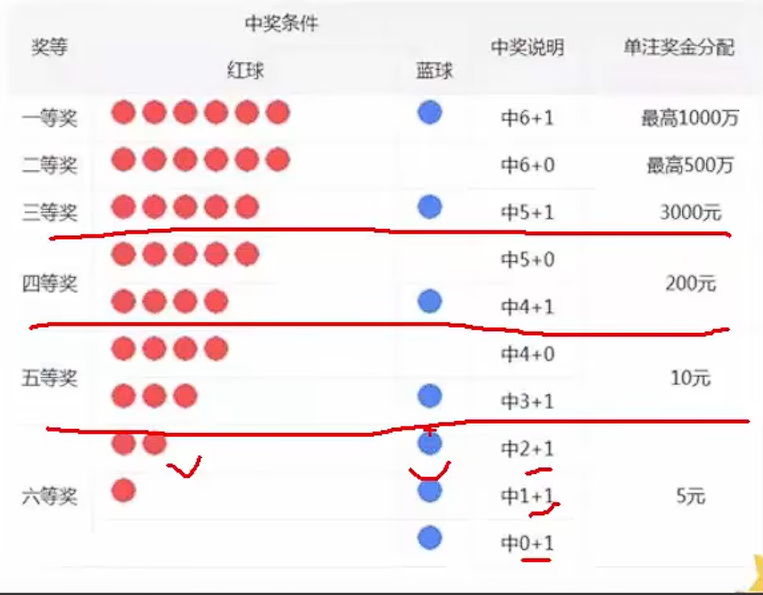 中奖条件
奖等 中奖说明 单注奖金分配
红球 蓝球
一等奖 中6+1 最高1000万
二等奖 中6+0 最高500万
三等奖 中5+1 3000元
中5+0
四等奖 200元
中4+1
中4+0
五等奖 10元
中3+1
中2+1
六等奖 中1+1 5元
中0+1